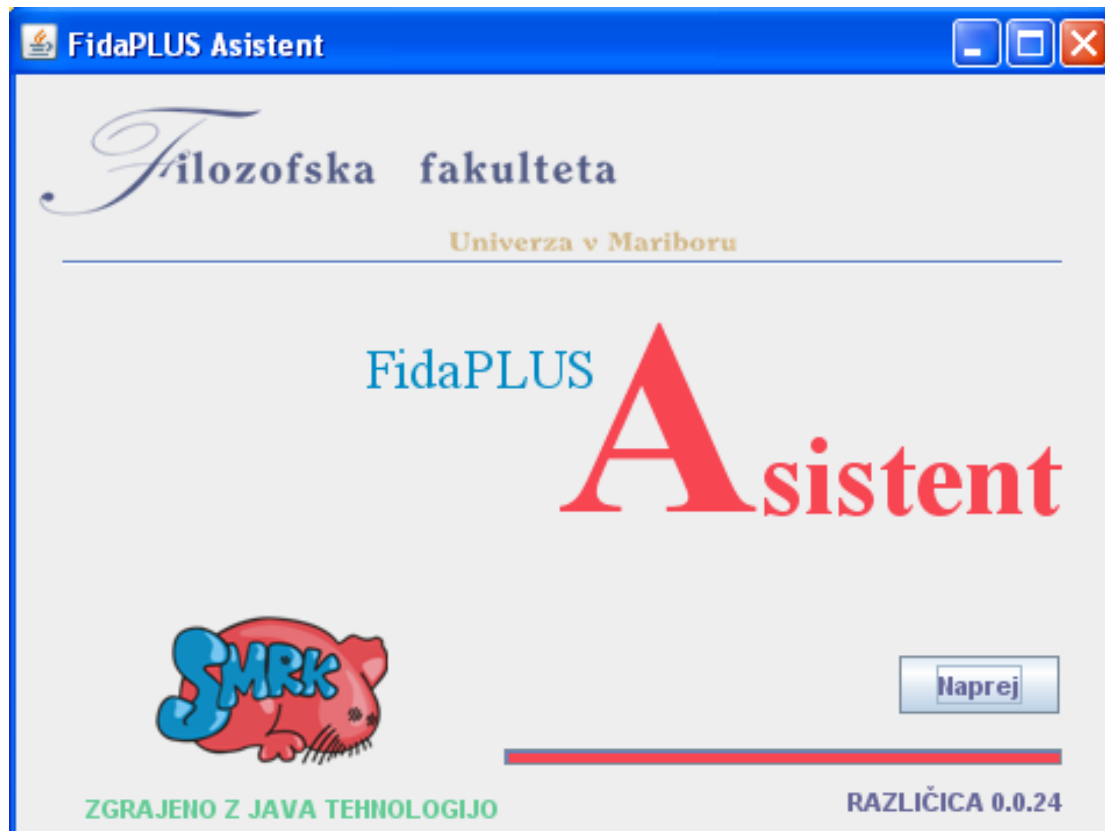 FidaPLUS Asistent
Filozofska fakulteta
Univerza v Mariboru
FidaPLUS
Asistent
SMRK
Naprej
ZGRAJENO Z JAVA TEHNOLOGIJO
RAZLIČICA 0.0.24